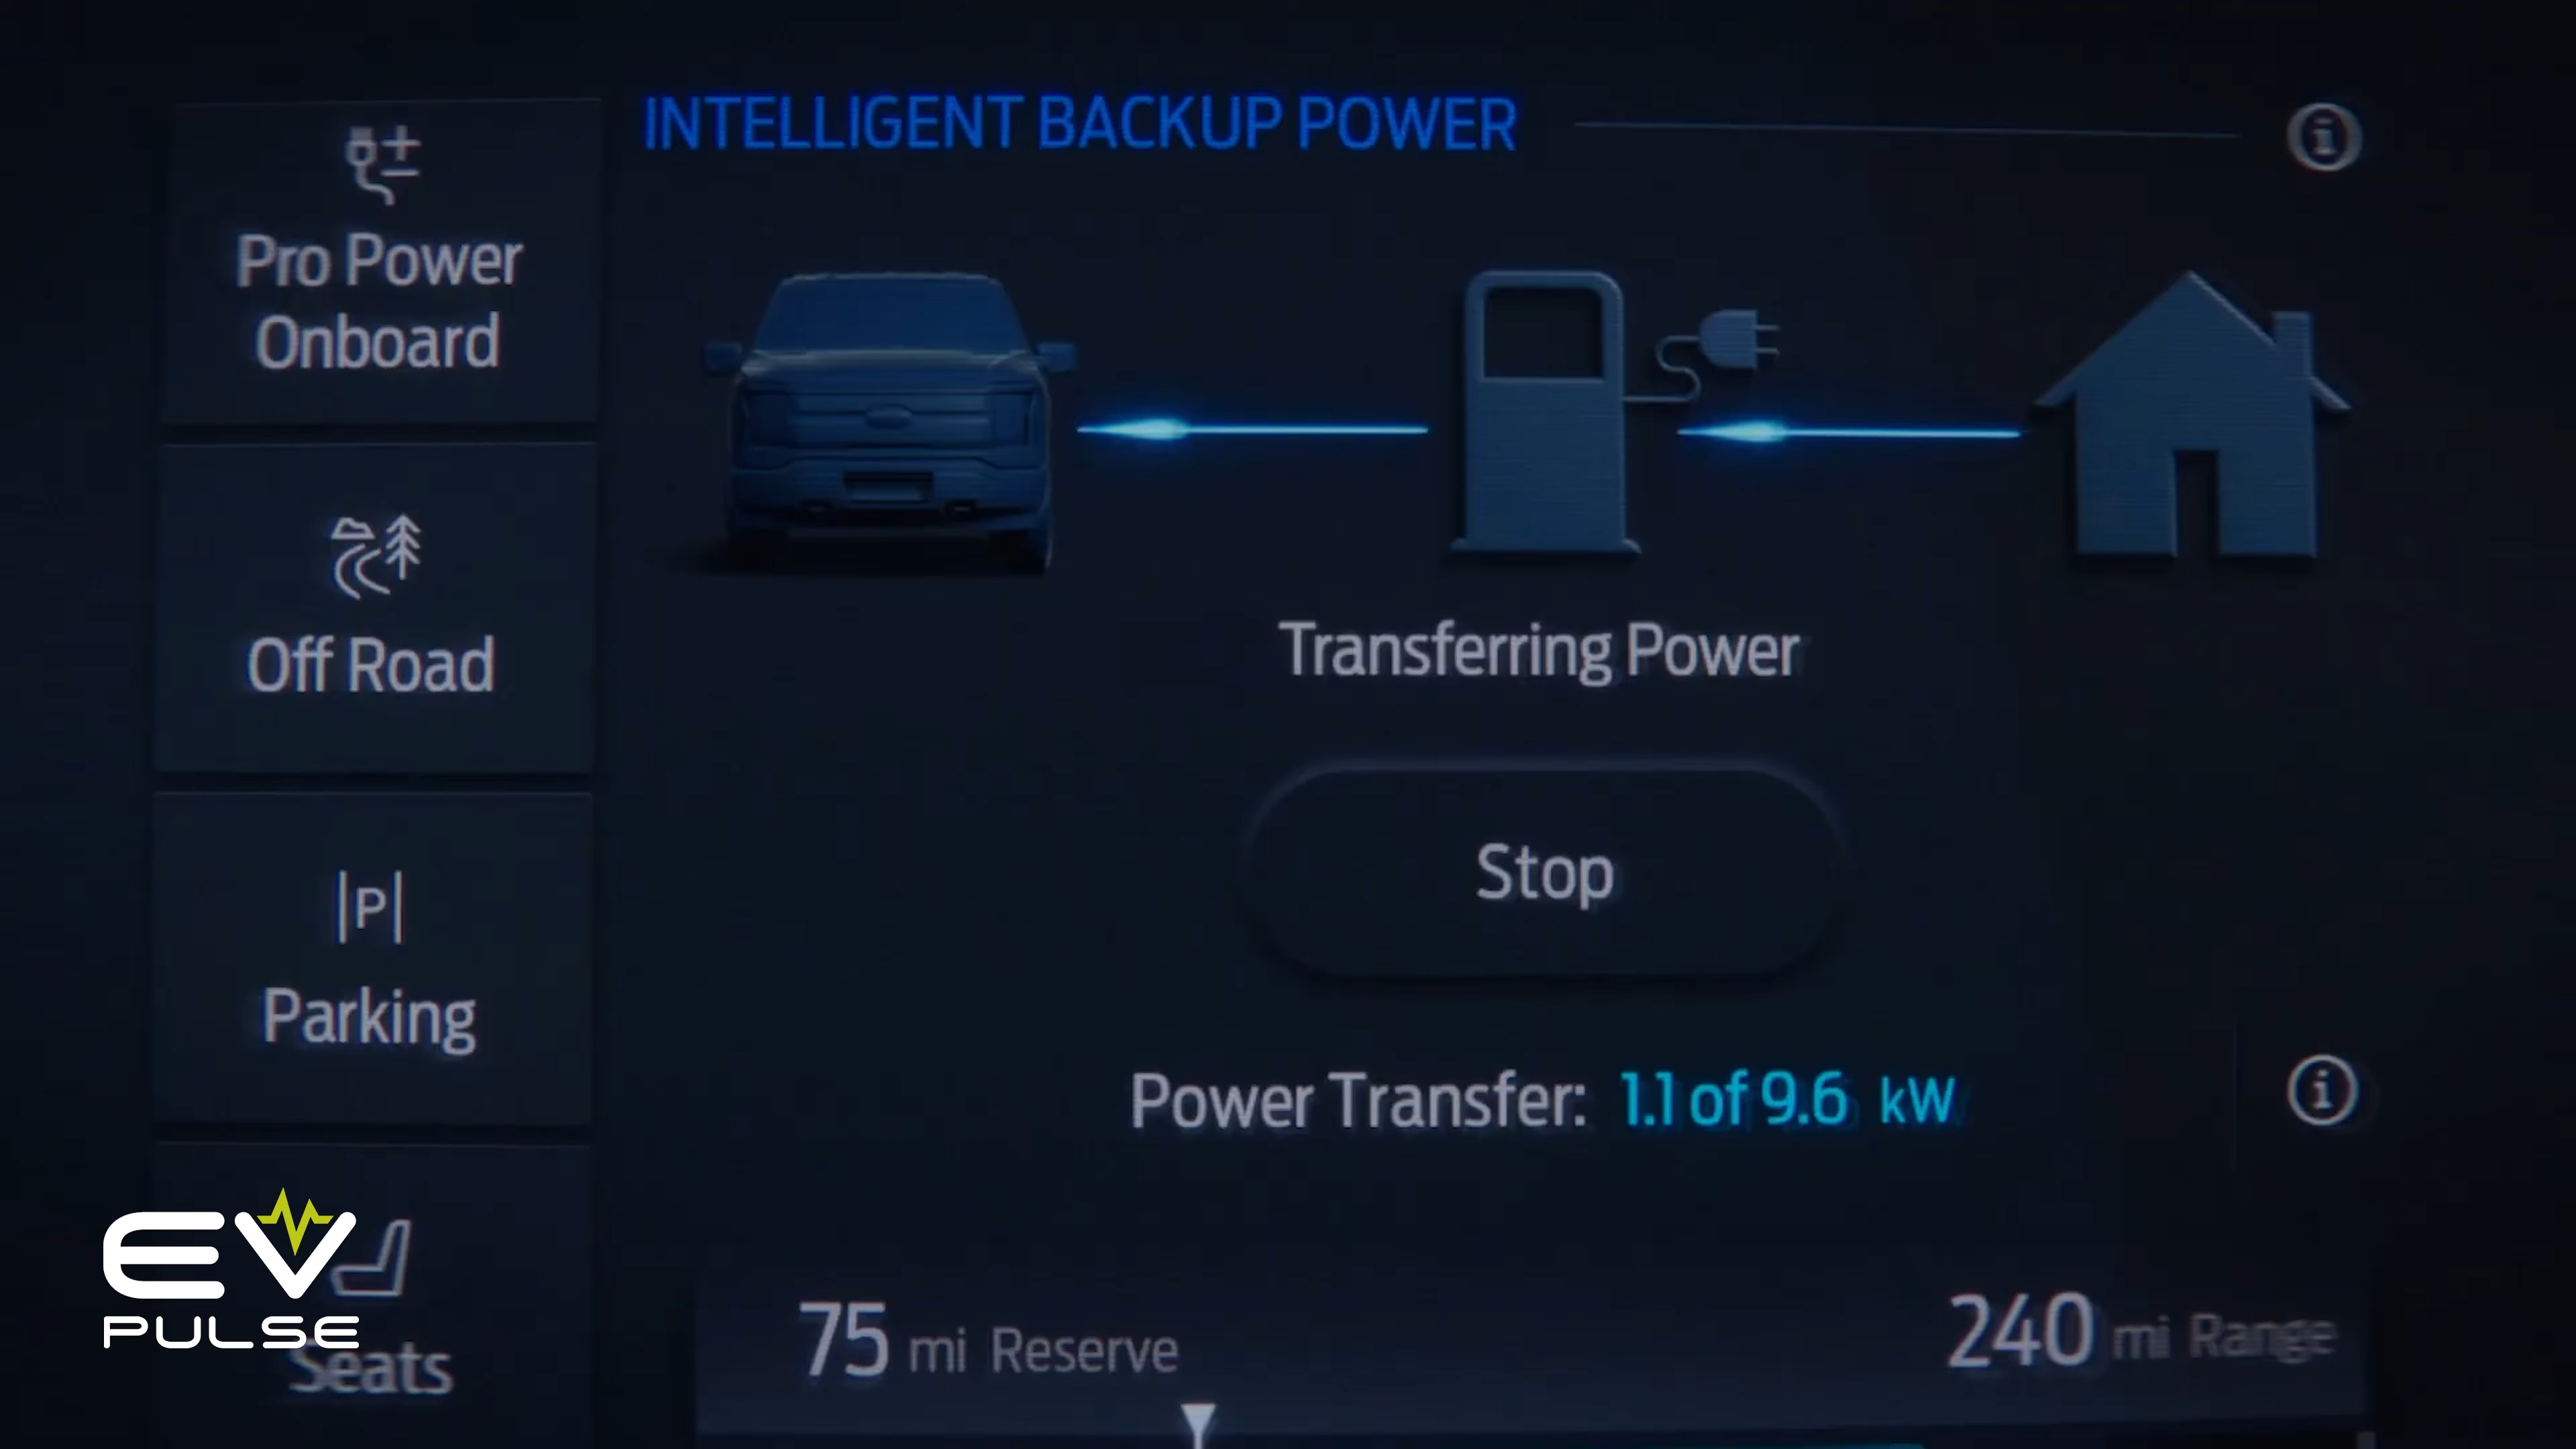 INTELLIGENT BACKUP POWER
Pro Power
Onboard
Off Road
Transferring Power
Stop
|P|
Parking
Power Transfer: 1.1 of 9.6 kW
75 mi Reserve
240 mi Range
EV
PULSE
Seats